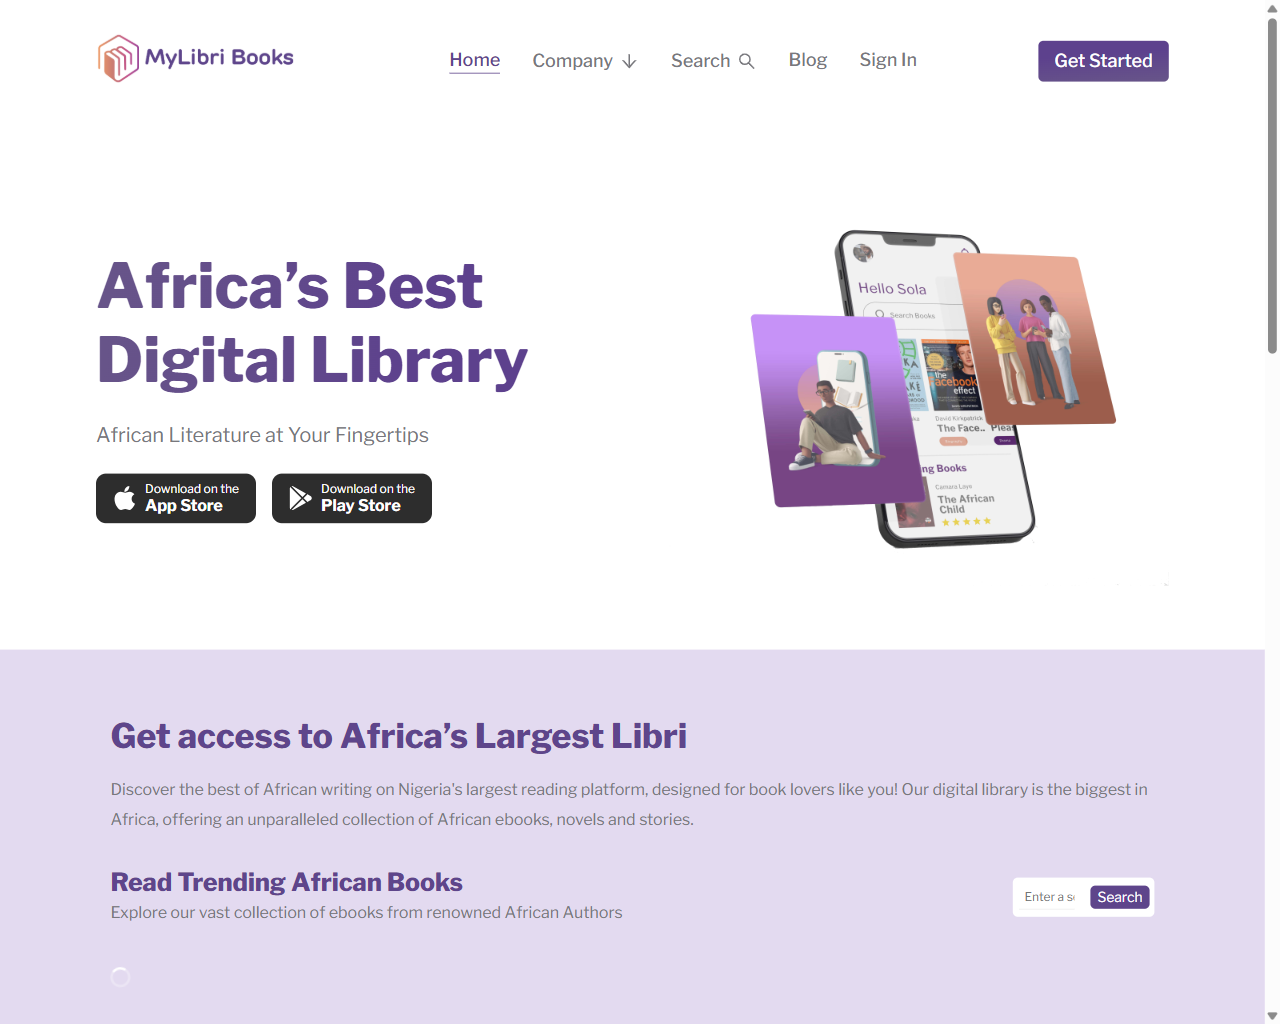 MyLibri Books
Home
Company
Search
Blog
Sign In
Get Started
Africa’s Best
Digital Library
African Literature at Your Fingertips
Download on the
App Store
Download on the
Play Store
Hello Sola
Search Books
the
facebook
effect
David Kirkpatrick
The Face..
Pleas
ng Books
Camara Laye
The African
Child
Get access to Africa’s Largest Libri
Discover the best of African writing on Nigeria's largest reading platform, designed for book lovers like you! Our digital library is the biggest in
Africa, offering an unparalleled collection of African ebooks, novels and stories.
Read Trending African Books
Explore our vast collection of ebooks from renowned African Authors
Enter a s
Search